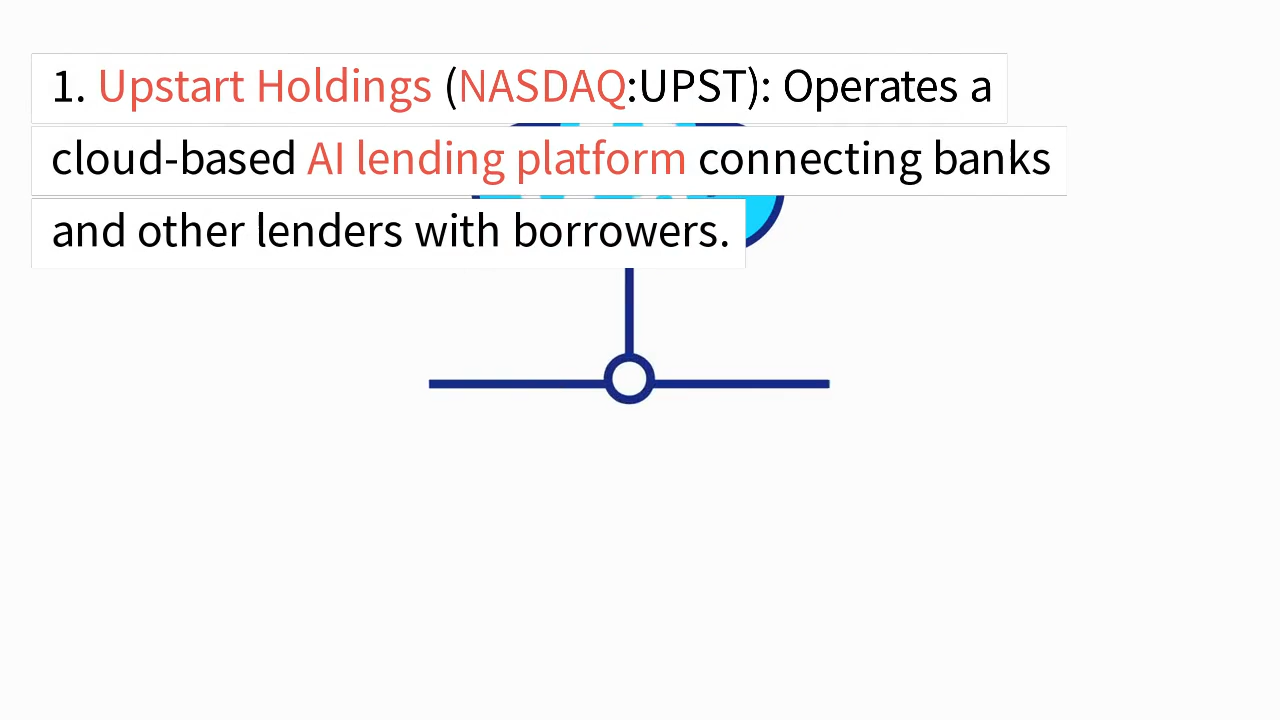 1. Upstart Holdings (NASDAQ:UPST): Operates a
cloud-based AI lending platform connecting banks
and other lenders with borrowers.